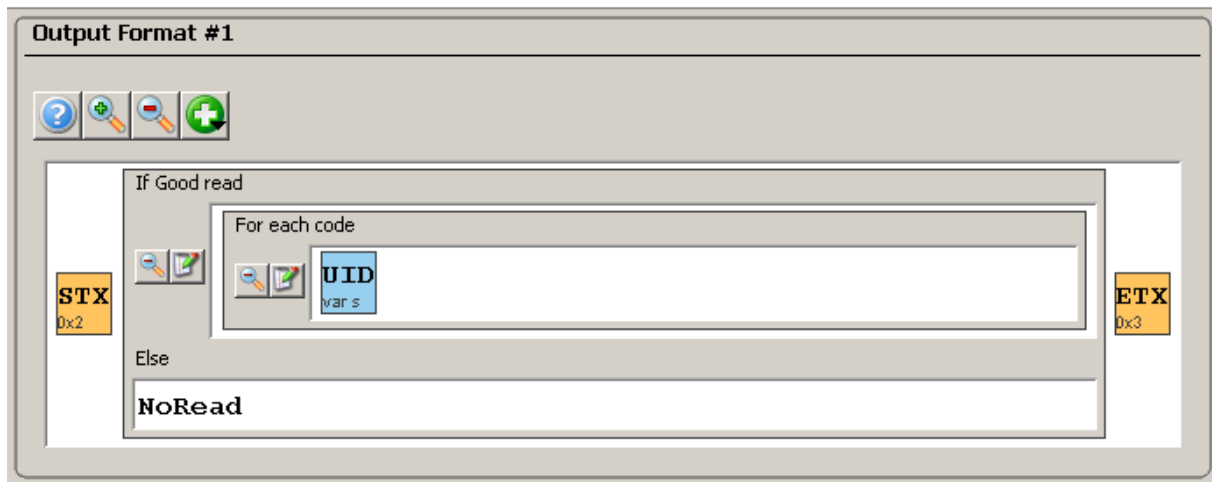 Output Format #1
If Good read
For each code
UID
var s
STX
0x2
ETX
0x3
Else
NoRead